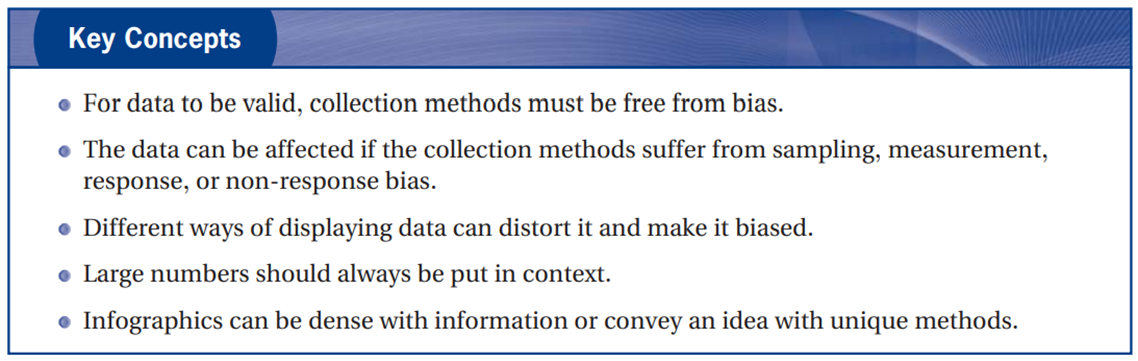 Key Concepts
For data to be valid, collection methods must be free from bias.
The data can be affected if the collection methods suffer from sampling, measurement,
response, or non-response bias.
Different ways of displaying data can distort it and make it biased.
Large numbers should always be put in context.
Infographics can be dense with information or convey an idea with unique methods.